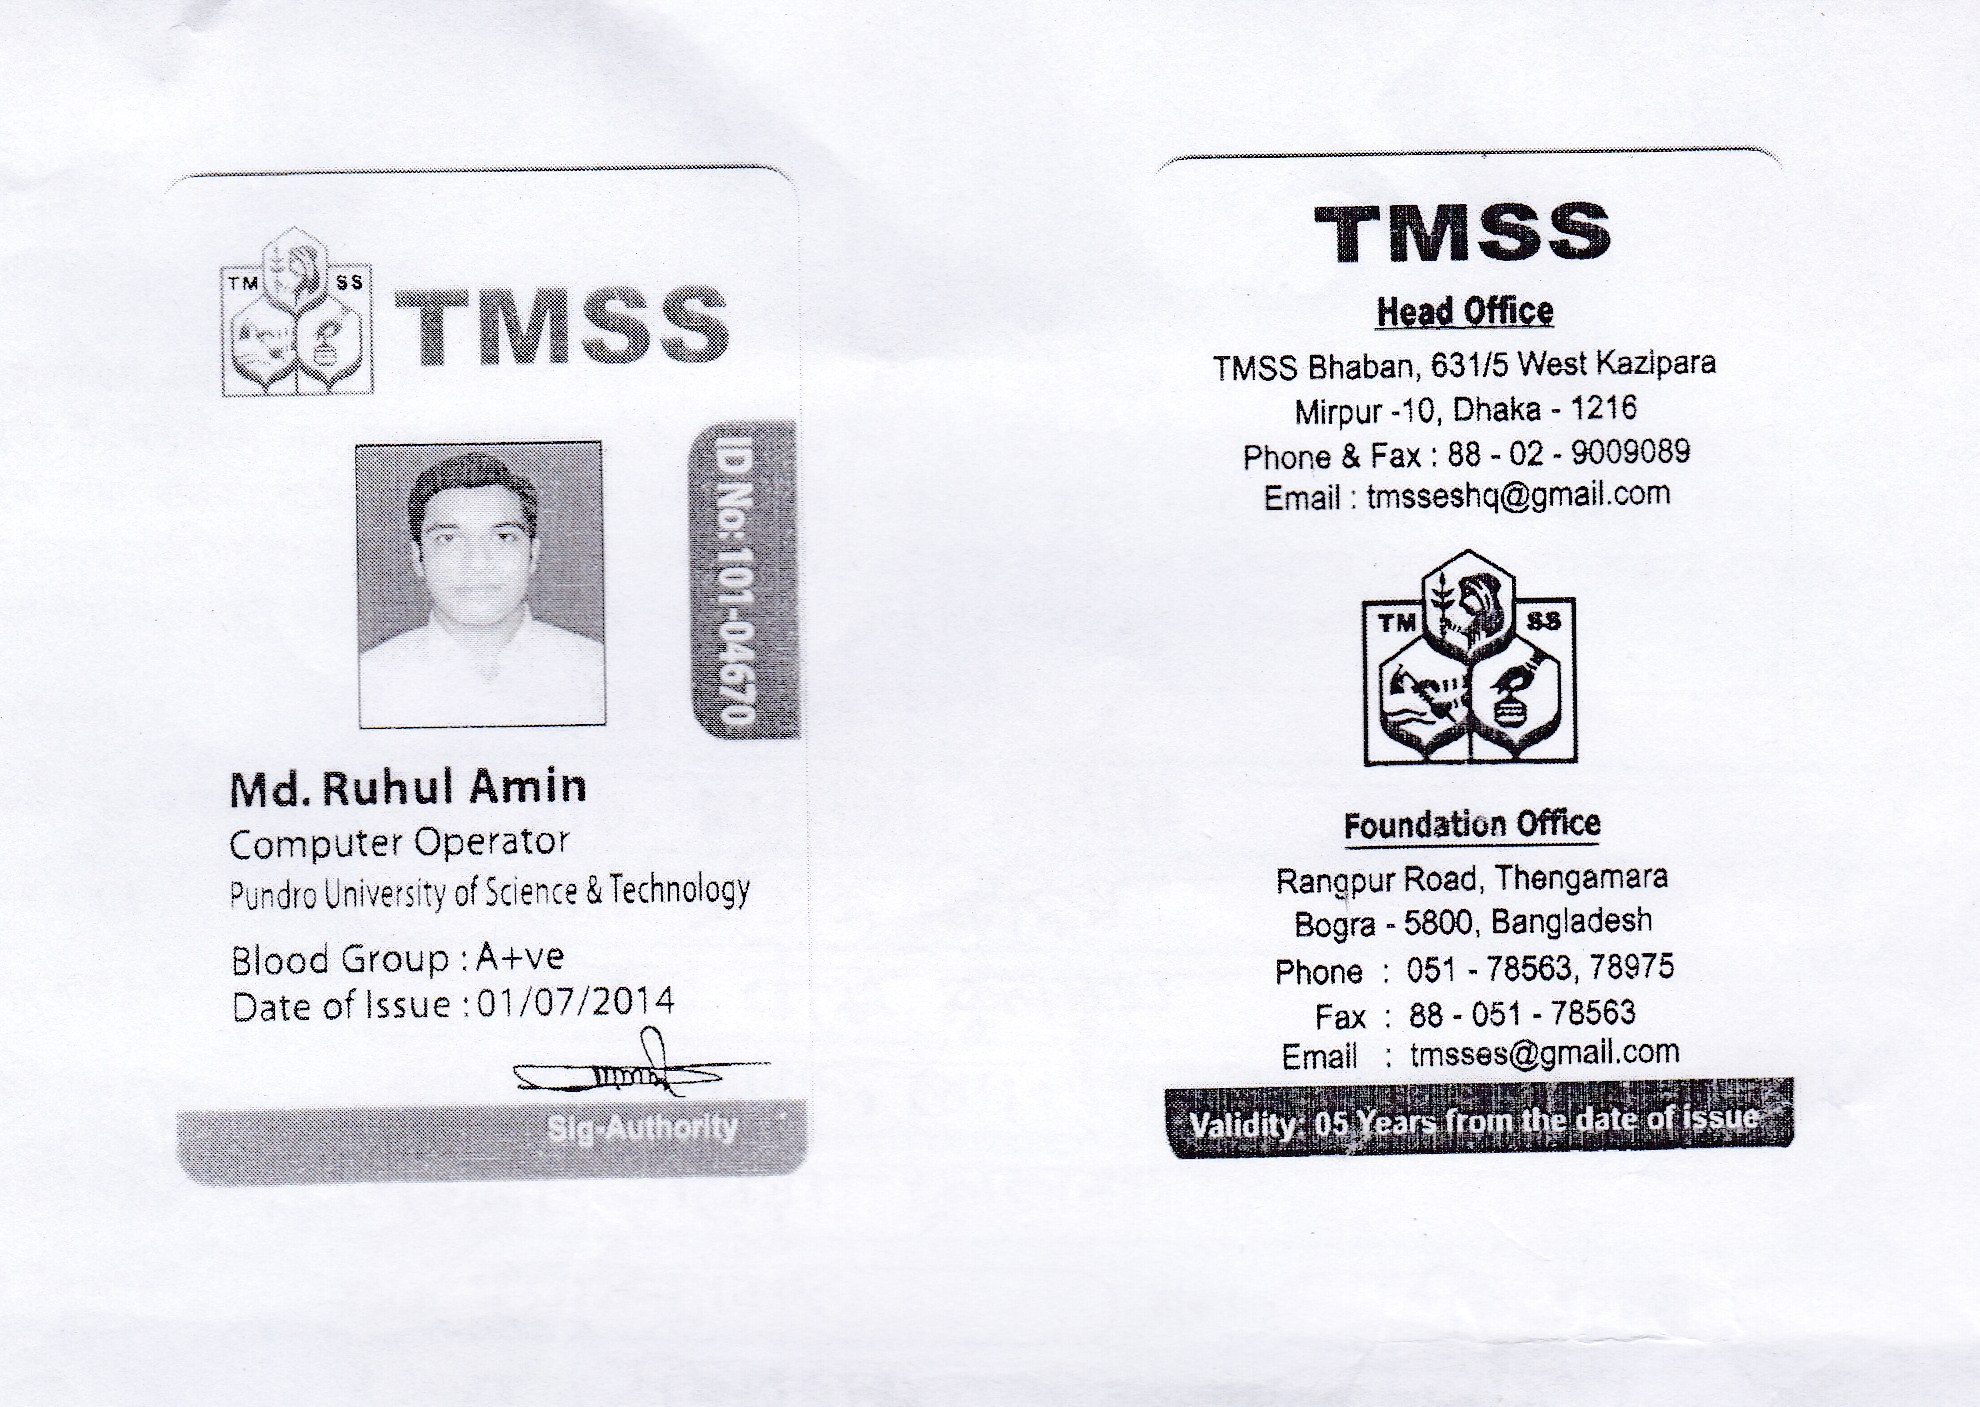 TM SS
TMSS
ID No: 101-04670
Md. Ruhul Amin
Computer Operator
Pundro University of Science & Technology
Blood Group : A+ve
Date of Issue : 01/07/2014
Sig-Authority
TMSS
Head Office
TMSS Bhaban, 631/5 West Kazipara
Mirpur -10, Dhaka - 1216
Phone & Fax : 88 - 02 - 9009089
Email : tmsseshq@gmail.com
TM SS
Foundation Office
Rangpur Road, Thengamara
Bogra - 5800, Bangladesh
Phone : 051 - 78563, 78975
Fax : 88 - 051 - 78563
Email : tmsses@gmail.com
Validity: 05 Years from the date of issue